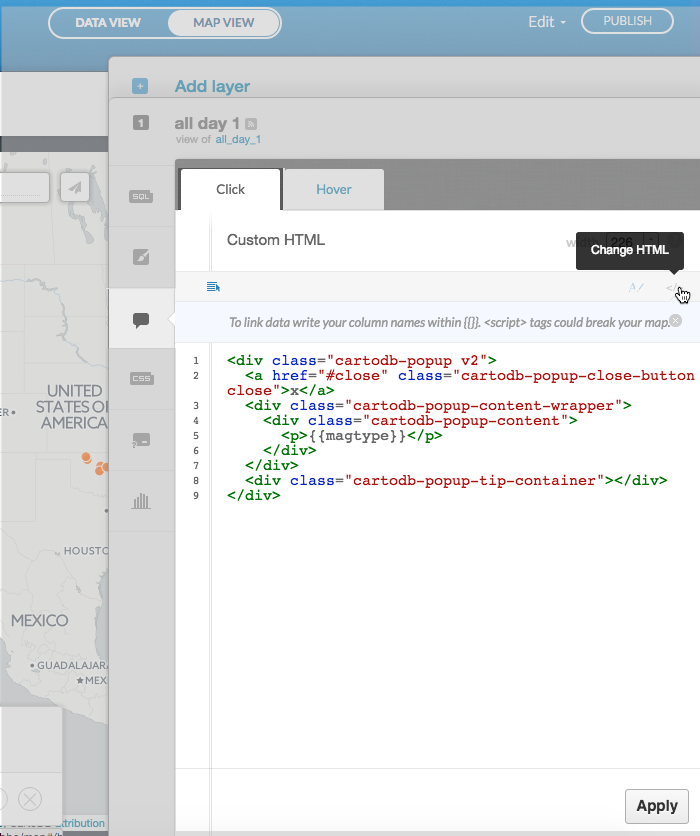 DATA VIEW
MAP VIEW
Edit
PUBLISH
Add layer
1
all day 1
view of all_day_1
SQL
Click
Hover
Custom HTML
226
Change HTML
A/
</
To link data write your column names within {{}}. <script> tags could break your map.
1 <div class="cartodb-popup v2">
2 <a href="#close" class="cartodb-popup-close-button
close">x</a>
3 <div class="cartodb-popup-content-wrapper">
4 <div class="cartodb-popup-content">
5 <p>{{magtype}}</p>
6 </div>
7 </div>
8 <div class="cartodb-popup-tip-container"></div>
9 </div>
CSS
UNITED
STATES OF
AMERICA
HOUSTO
MEXICO
GUADALAJAR
MEX
ttribution
Apply